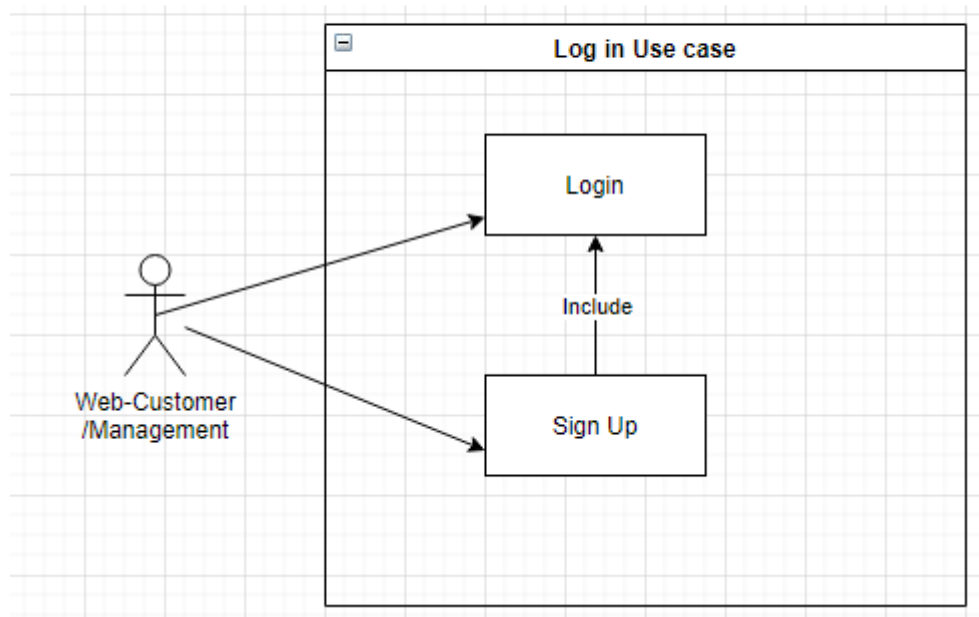 Log in Use case
Login
Include
Sign Up
Web-Customer
/Management